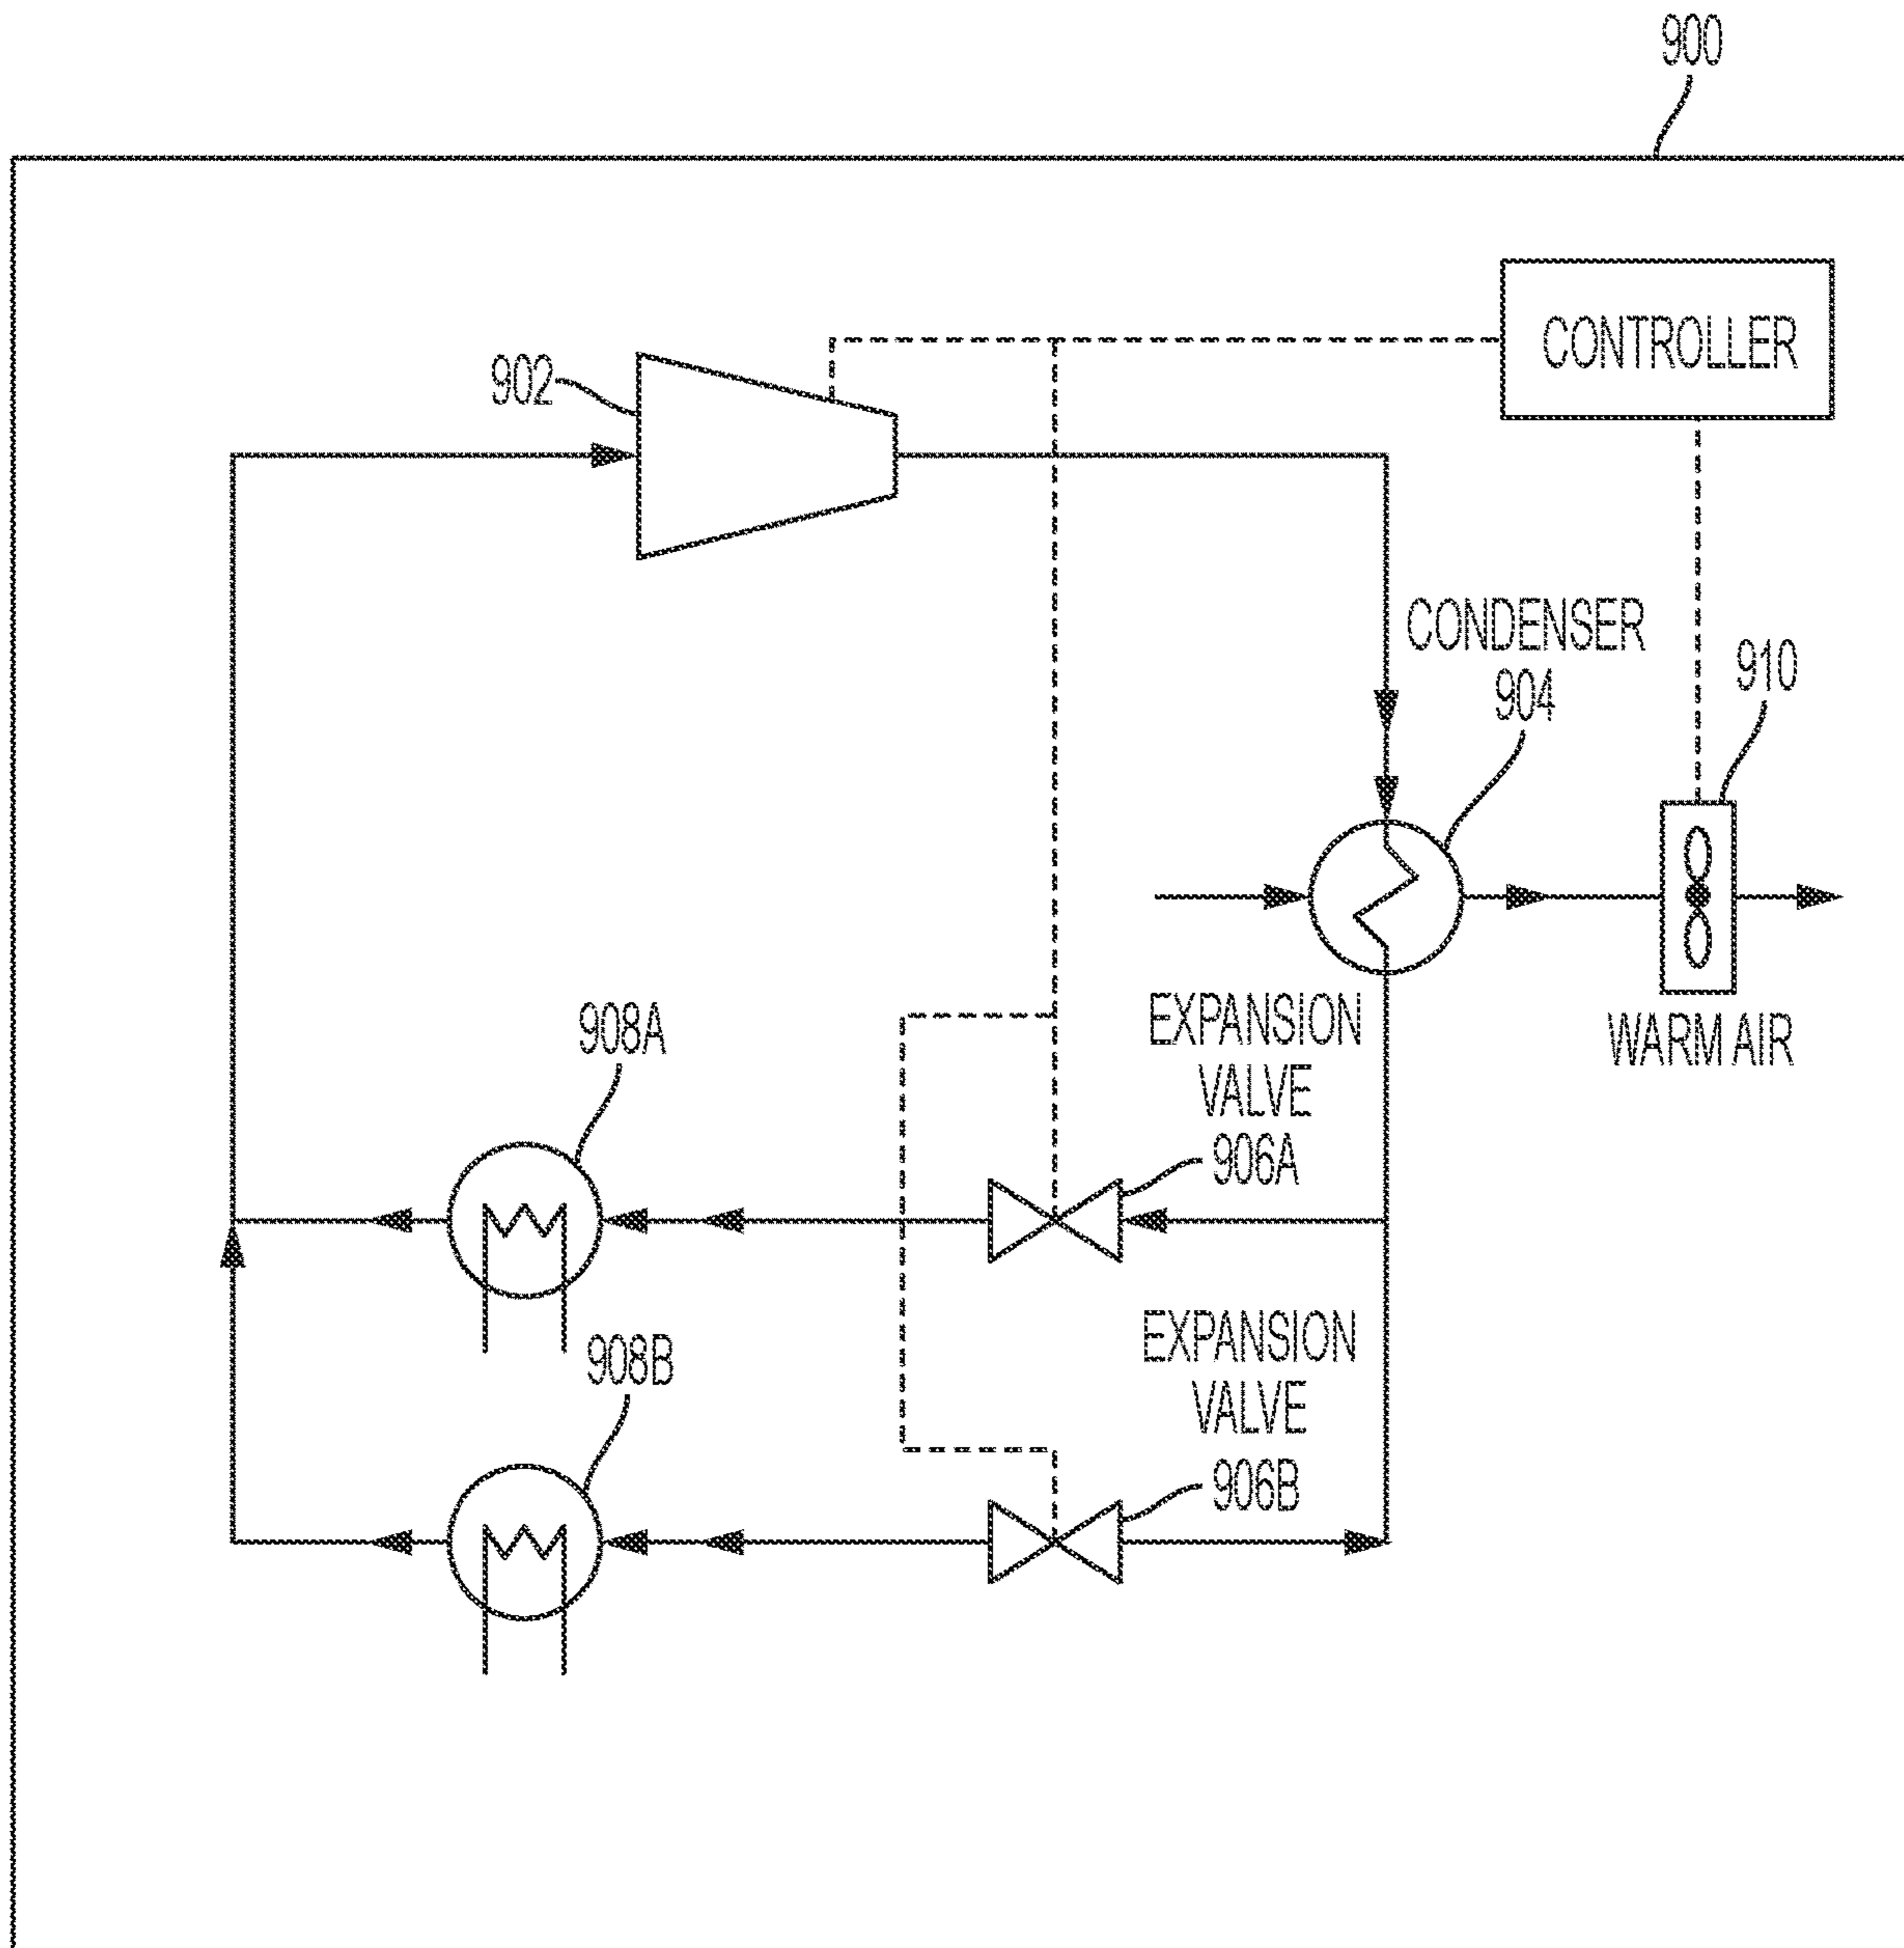 900
CONTROLLER
902
CONDENSER
904
910
EXPANSION
VALVE
906A
WARM AIR
908A
EXPANSION
VALVE
906B
908B